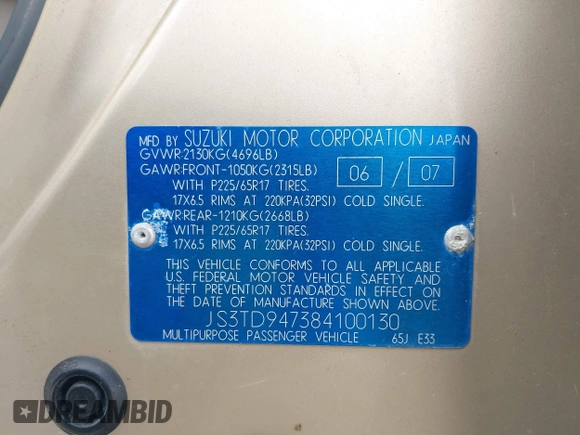 MFD BY SUZUKI MOTOR CORPORATION JAPAN
GVWR:2130KG(4696LB)
GAWR:FRONT-1050KG(2315LB) 06 / 07
WITH P225/65R17 TIRES.
17X6.5 RIMS AT 220KPA(32PSI) COLD SINGLE.
GAWR:REAR-1210KG(2668LB)
WITH P225/65R17 TIRES.
17X6.5 RIMS AT 220KPA(32PSI) COLD SINGLE.
THIS VEHICLE CONFORMS TO ALL APPLICABLE
U.S. FEDERAL MOTOR VEHICLE SAFETY AND
THEFT PREVENTION STANDARDS IN EFFECT ON
THE DATE OF MANUFACTURE SHOWN ABOVE.
JS3TD947384100130
MULTIPURPOSE PASSENGER VEHICLE 65J E33
DREAMBID